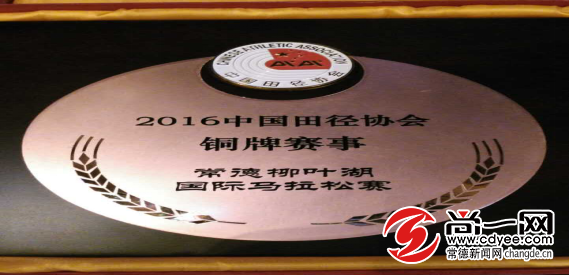 CHINESE ATHLETIC ASSOCIATION
中国田径协会
2016中国田径协会
铜牌赛事
常德柳叶湖
国际马拉松赛
尚一网
www.cdyee.com
常德新闻网 changde.cn